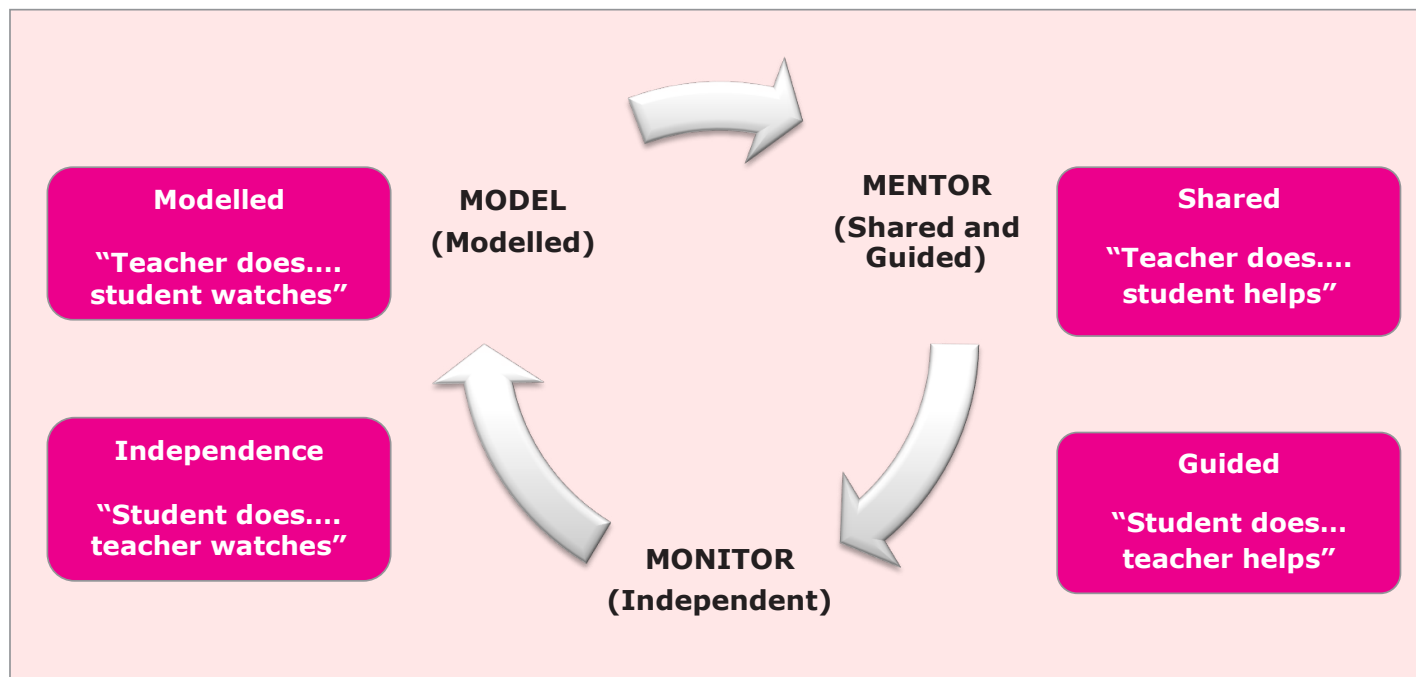 Modelled
“Teacher does....
student watches”
MODEL
(Modelled)
MENTOR
(Shared and
Guided)
Shared
“Teacher does....
student helps”
Independence
“Student does....
teacher watches”
MONITOR
(Independent)
Guided
“Student does...
teacher helps”